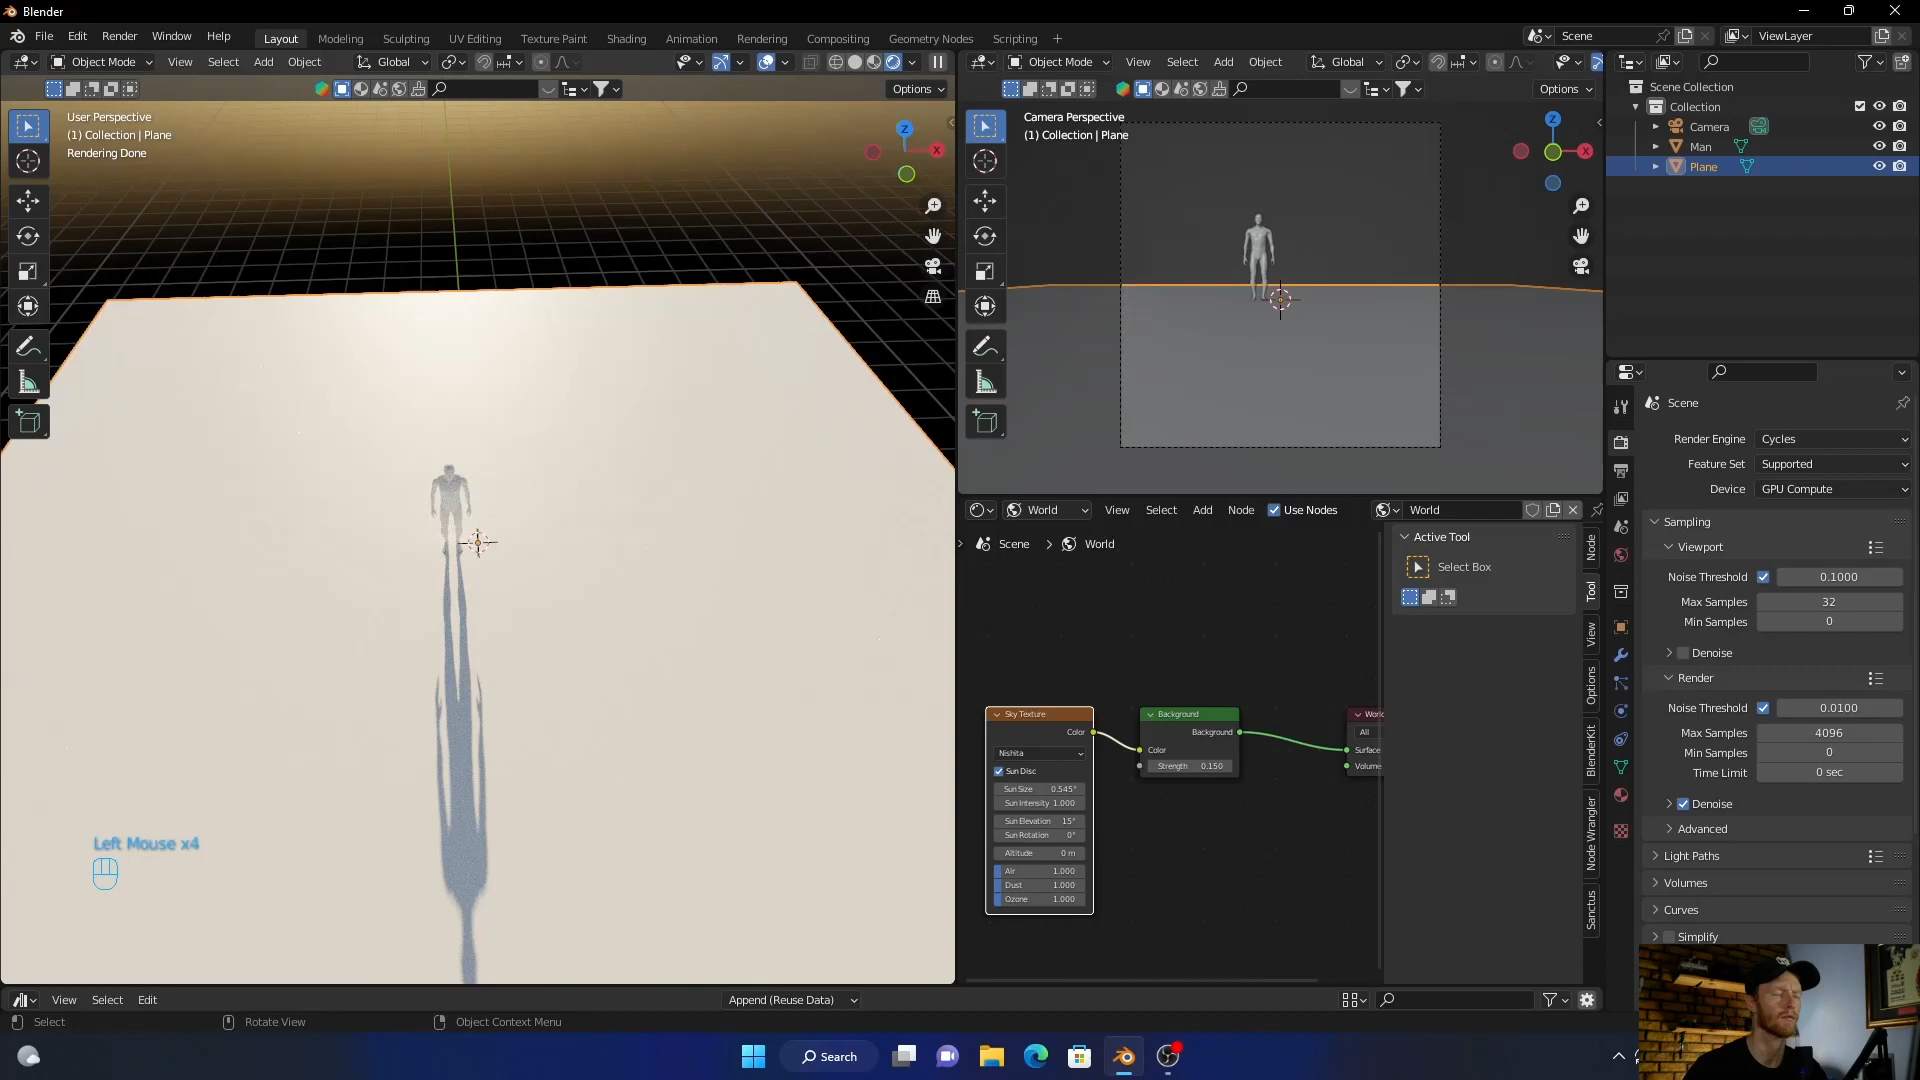 Blender
File Edit Render Window Help
Layout Modeling Sculpting UV Editing Texture Paint Shading Animation Rendering Compositing Geometry Nodes Scripting +
Scene
ViewLayer
Object Mode View Select Add Object Global
Options
User Perspective
(1) Collection | Plane
Rendering Done
Z
X
Left Mouse x4
Object Mode View Select Add Object Global
Options
Camera Perspective
(1) Collection | Plane
Z
X
World View Select Add Node Use Nodes World
Scene > World
Active Tool
Select Box
Node
Tool
View
Options
BlenderKit
Node Wrangler
Sanctus
Sky Texture
Color
Nishita
Sun Disc
Sun Size 0.545°
Sun Intensity 1.000
Sun Elevation 15°
Sun Rotation 0°
Altitude 0 m
Air 1.000
Dust 1.000
Ozone 1.000
Background
Background
Color
Strength 0.150
World
All
Surface
Volume
Scene Collection
Collection
Camera
Man
Plane
Scene
Render Engine Cycles
Feature Set Supported
Device GPU Compute
Sampling
Viewport
Noise Threshold 0.1000
Max Samples 32
Min Samples 0
Denoise
Render
Noise Threshold 0.0100
Max Samples 4096
Min Samples 0
Time Limit 0 sec
Denoise
Advanced
Light Paths
Volumes
Curves
Simplify
View Select Edit
Append (Reuse Data)
Select
Rotate View
Object Context Menu
Search